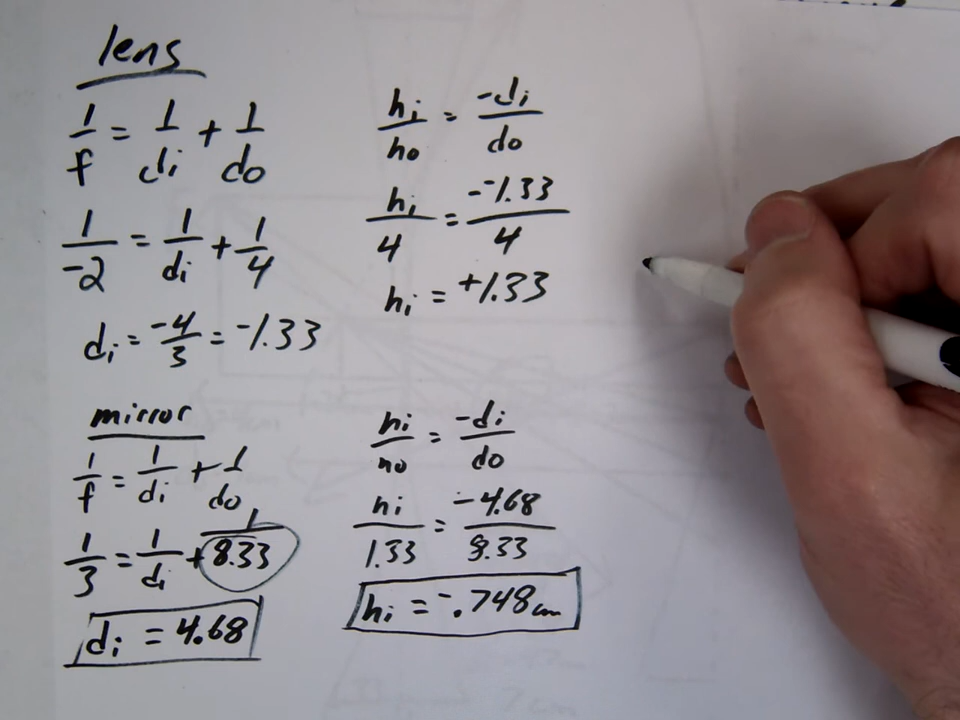 lens
1/f = 1/di + 1/do
1/-2 = 1/di + 1/4
di = -4/3 = -1.33
hi/ho = -di/do
hi/4 = --1.33/4
hi = +1.33
mirror
1/f = 1/di + 1/do
1/3 = 1/di + 1/8.33
di = 4.68
hi/ho = -di/do
hi/1.33 = -4.68/8.33
hi = -.748cm